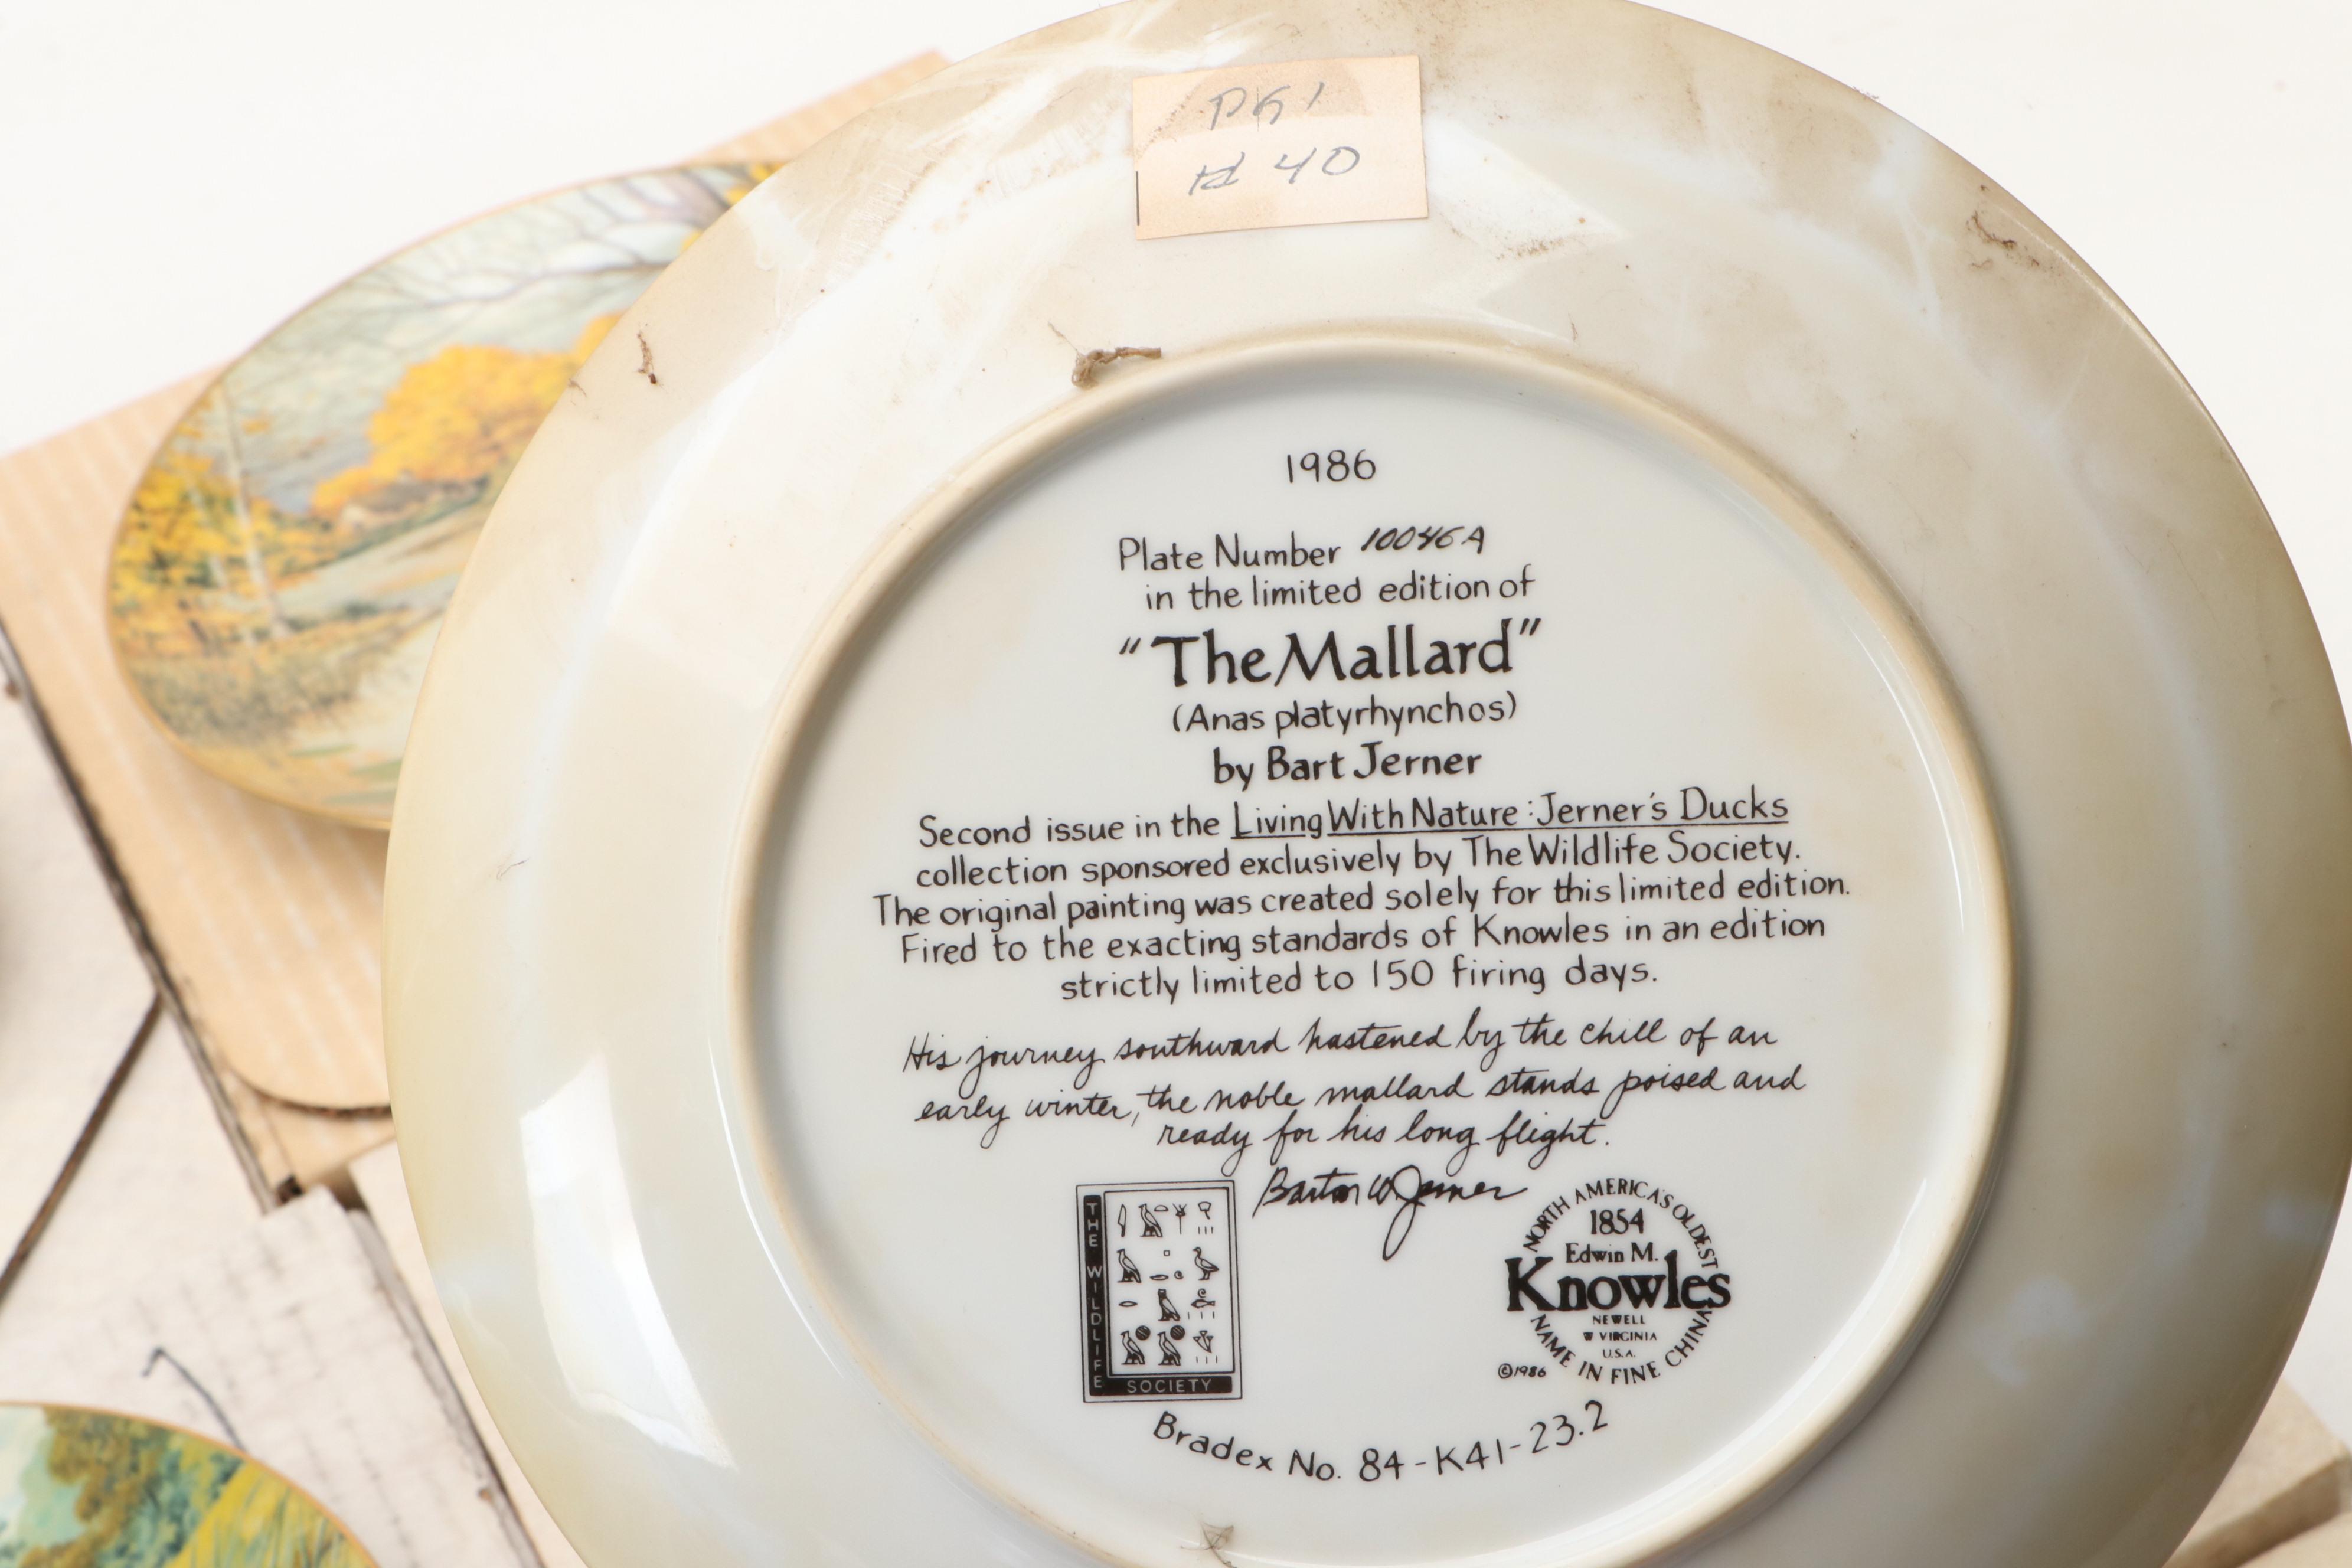 PG1
# 40
1986
Plate Number 10046A
in the limited edition of
"The Mallard"
(Anas platyrhynchos)
by Bart Jerner
Second issue in the Living With Nature: Jerner's Ducks
collection sponsored exclusively by The Wildlife Society.
The original painting was created solely for this limited edition.
Fired to the exacting standards of Knowles in an edition
strictly limited to 150 firing days.
His journey southward hastened by the chill of an
early winter, the noble mallard stands poised and
ready for his long flight.
Barton W. Jerner
THE WILDLIFE
SOCIETY
NORTH AMERICA'S OLDEST
1854
Edwin M.
Knowles
NEWELL
W VIRGINIA
U.S.A.
NAME IN FINE CHINA
©1986
Bradex No. 84-K41-23.2